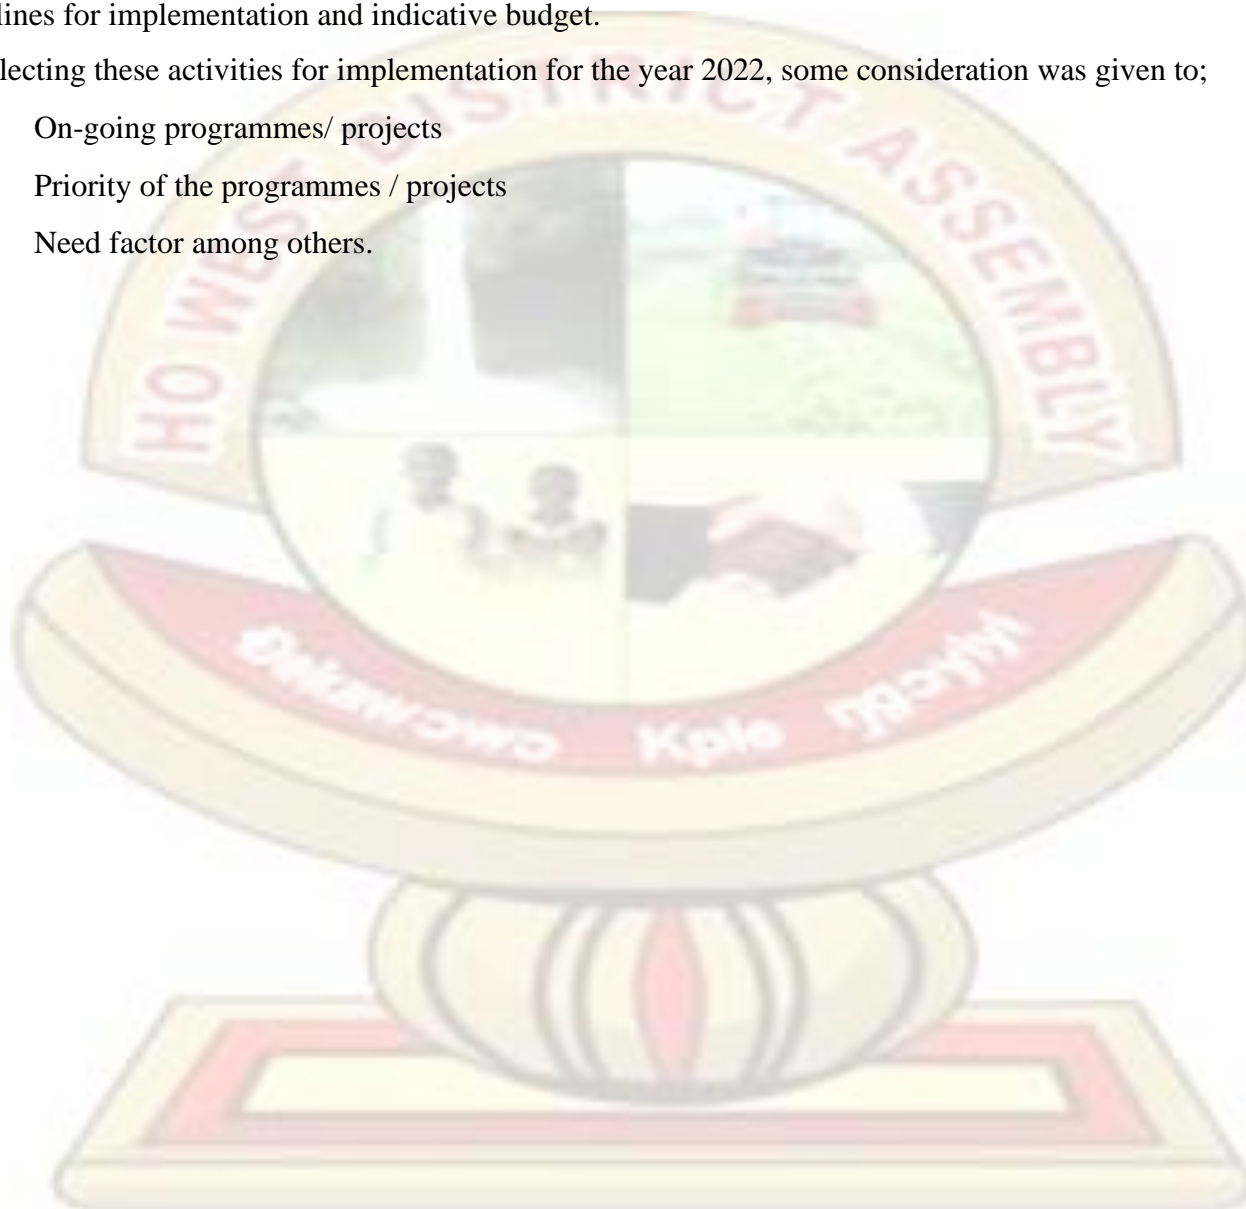 lines for implementation and indicative budget.
lecting these activities for implementation for the year 2022, some consideration was given to;
On-going programmes/ projects
Priority of the programmes / projects
Need factor among others.
HO WEST DISTRICT ASSEMBLY
Ɖekawɔwɔ Kple ŋgɔyiyi